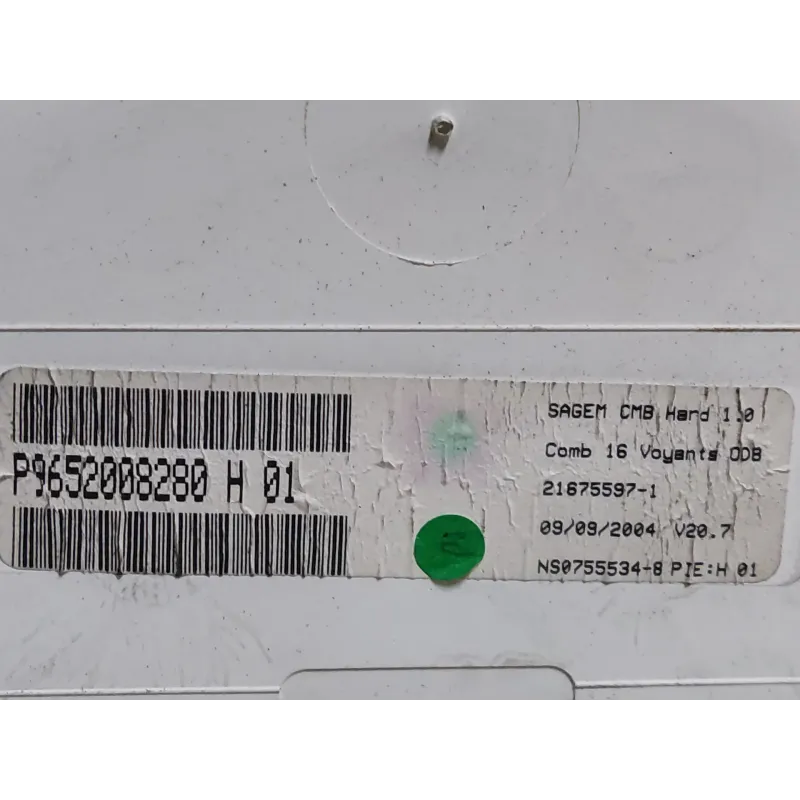 P9652008280 H 01
SAGEM CMB Hard 1.0
Comb 16 Voyants ODB
21675597-1
09/09/2004 V20.7
NS0755534-8 PIE:H 01